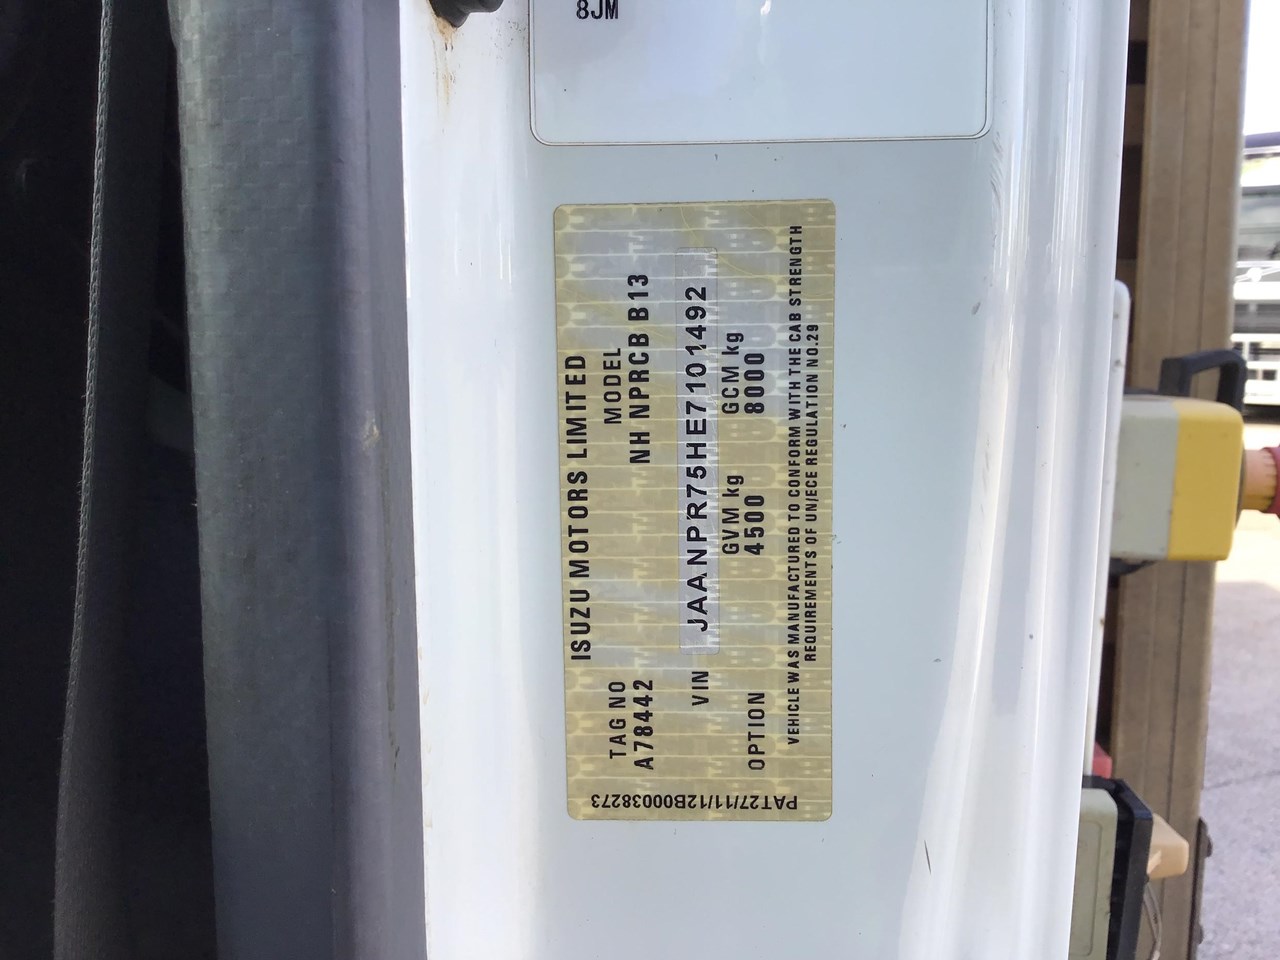 8JM
ISUZU MOTORS LIMITED
TAG NO MODEL
A78442 NH NPRCB B13
VIN JAANPR75HE7101492
GVM kg GCM kg
OPTION 4500 8000
VEHICLE WAS MANUFACTURED TO CONFORM WITH THE CAB STRENGTH
REQUIREMENTS OF UN/ECE REGULATION NO.29
PAT27/11/12B00038273